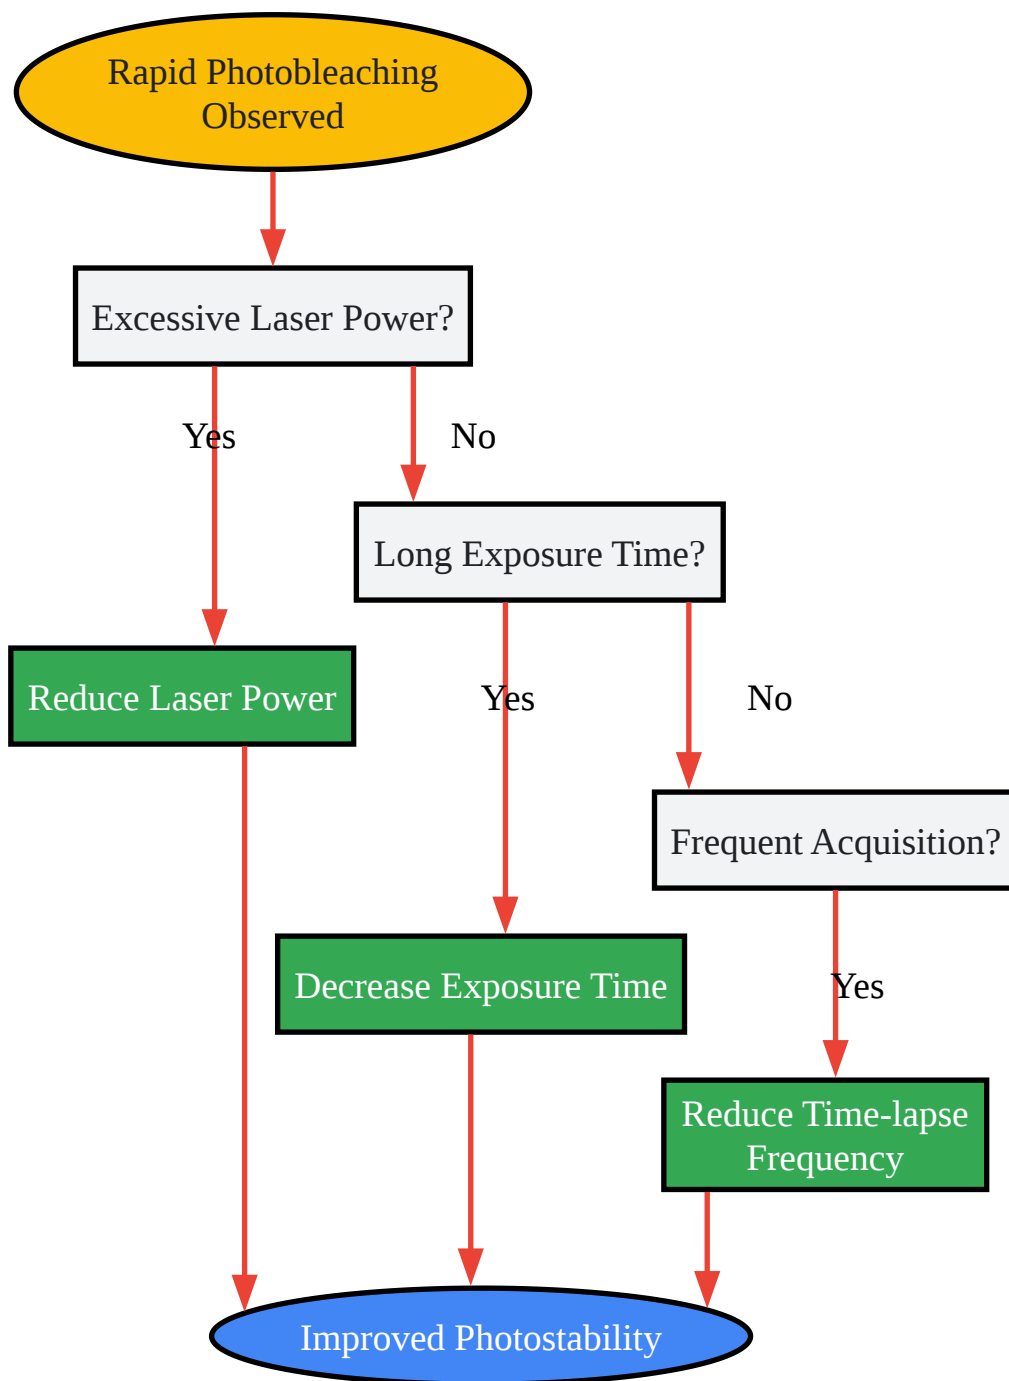 Rapid Photobleaching
Observed
Excessive Laser Power?
Yes
No
Long Exposure Time?
Reduce Laser Power
Yes
No
Frequent Acquisition?
Decrease Exposure Time
Yes
Reduce Time-lapse
Frequency
Improved Photostability